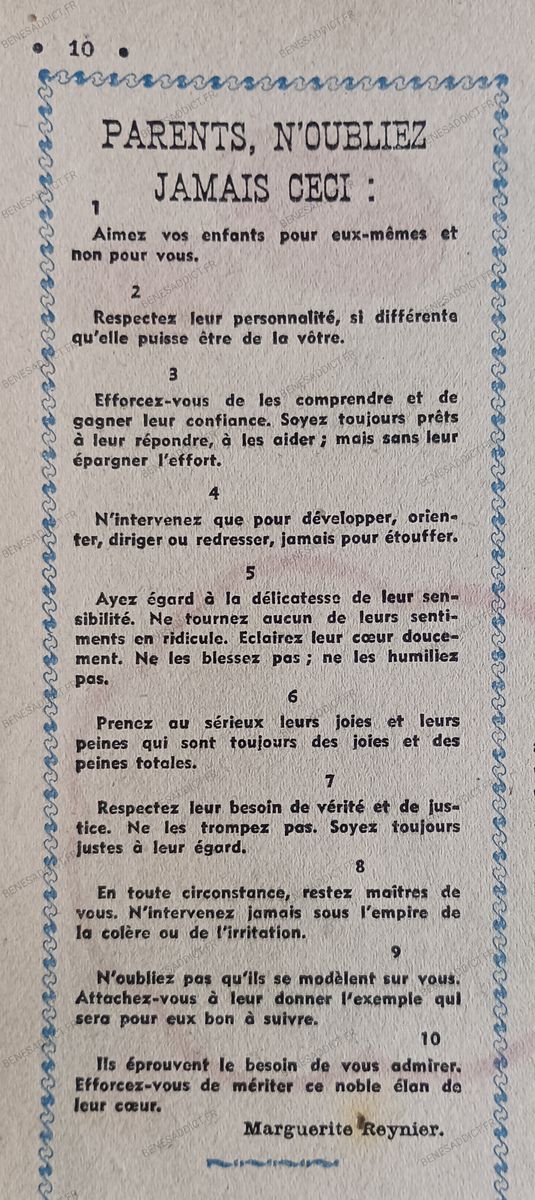 • 10 •
PARENTS, N'OUBLIEZ
JAMAIS CECI :
1
Aimez vos enfants pour eux-mêmes et
non pour vous.
2
Respectez leur personnalité, si différente
qu'elle puisse être de la vôtre.
3
Efforcez-vous de les comprendre et de
gagner leur confiance. Soyez toujours prêts
à leur répondre, à les aider ; mais sans leur
épargner l'effort.
4
N'intervenez que pour développer, orien-
ter, diriger ou redresser, jamais pour étouffer.
5
Ayez égard à la délicatesse de leur sen-
sibilité. Ne tournez aucun de leurs senti-
ments en ridicule. Eclairez leur cœur douce-
ment. Ne les blessez pas ; ne les humiliez
pas.
6
Prenez au sérieux leurs joies et leurs
peines qui sont toujours des joies et des
peines totales.
7
Respectez leur besoin de vérité et de jus-
tice. Ne les trompez pas. Soyez toujours
justes à leur égard.
8
En toute circonstance, restez maîtres de
vous. N'intervenez jamais sous l'empire de
la colère ou de l'irritation.
9
N'oubliez pas qu'ils se modèlent sur vous.
Attachez-vous à leur donner l'exemple qui
sera pour eux bon à suivre.
10
Ils éprouvent le besoin de vous admirer.
Efforcez-vous de mériter ce noble élan de
leur cœur.
Marguerite Reynier.
BENESADDICT.FR